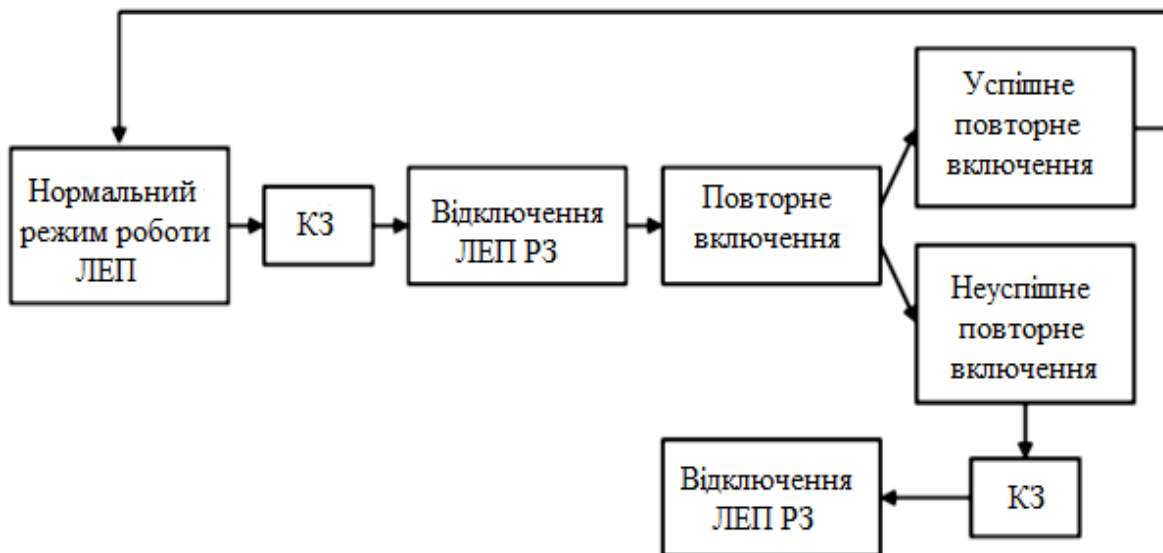 Нормальний
режим роботи
ЛЕП
КЗ
Відключення
ЛЕП РЗ
Повторне
включення
Успішне
повторне
включення
Неуспішне
повторне
включення
КЗ
Відключення
ЛЕП РЗ